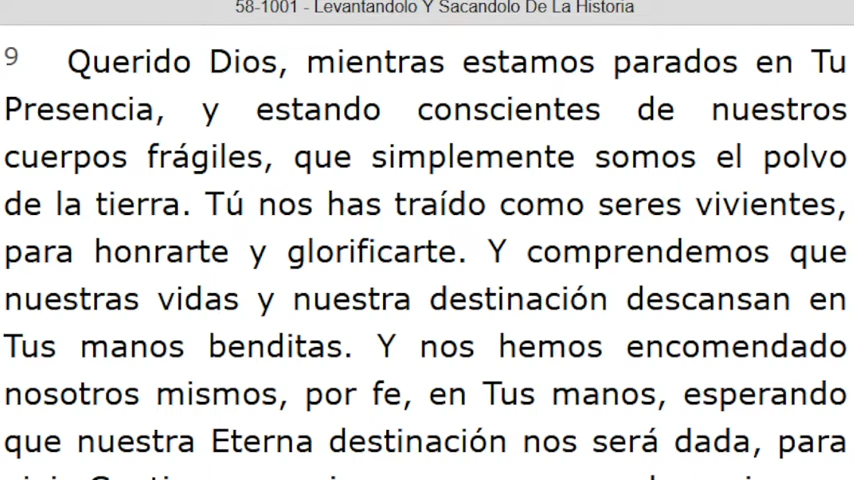 58-1001 - Levantandolo Y Sacandolo De La Historia
9 Querido Dios, mientras estamos parados en Tu
Presencia, y estando conscientes de nuestros
cuerpos frágiles, que simplemente somos el polvo
de la tierra. Tú nos has traído como seres vivientes,
para honrarte y glorificarte. Y comprendemos que
nuestras vidas y nuestra destinación descansan en
Tus manos benditas. Y nos hemos encomendado
nosotros mismos, por fe, en Tus manos, esperando
que nuestra Eterna destinación nos será dada, para